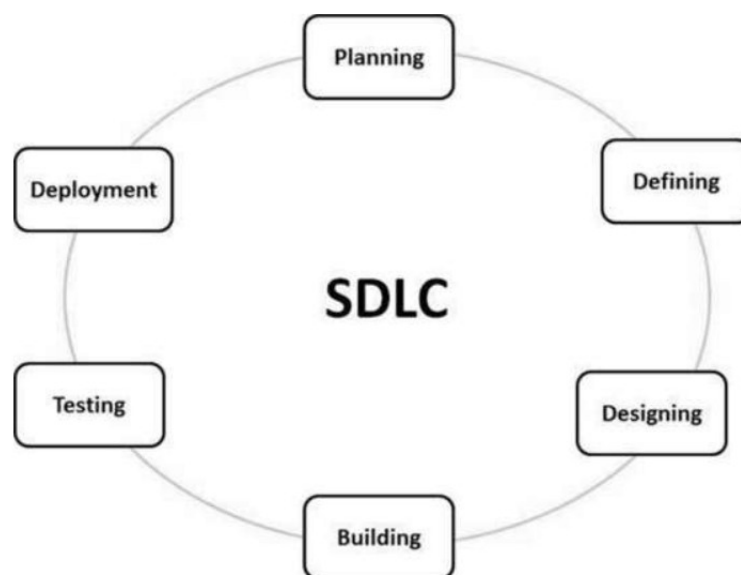 Planning
Defining
Designing
Building
Testing
Deployment
SDLC